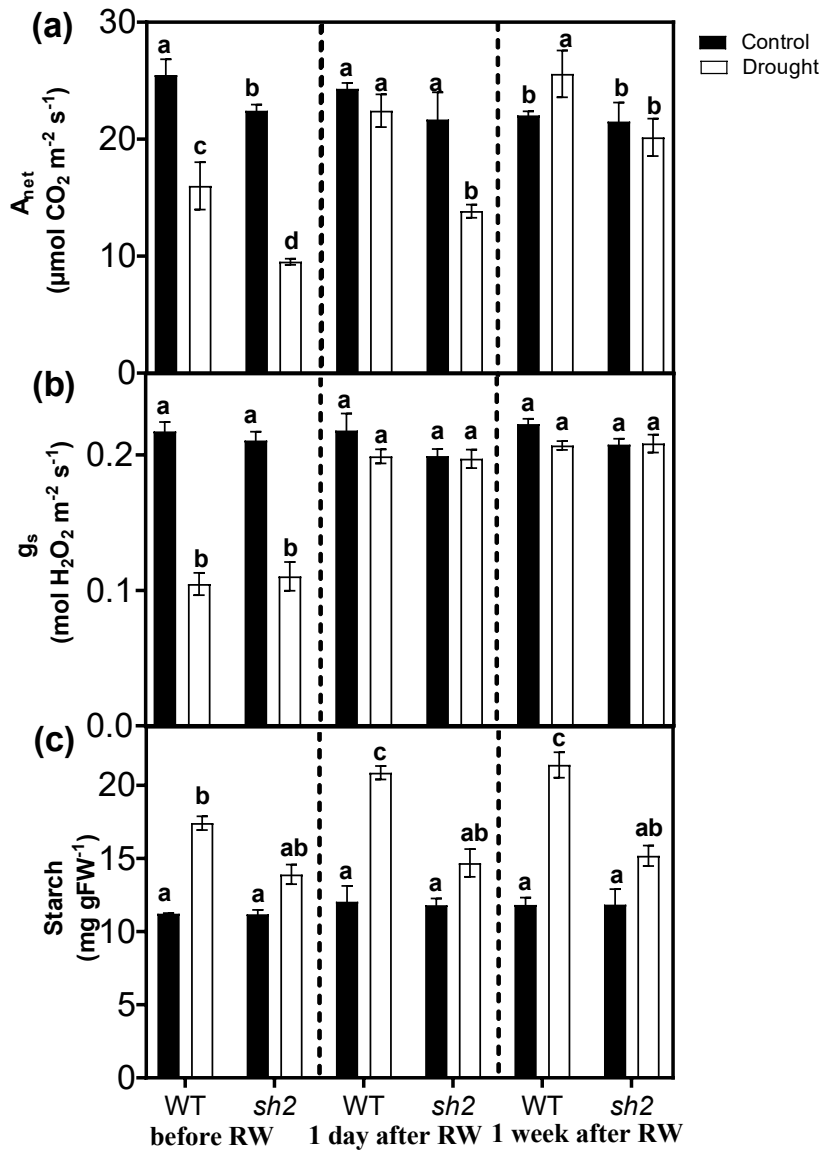 (a)
30
20
10
0
Anet
(µmol CO2 m-2 s-1)
a
b
c
d
a
a
a
b
b
a
b
b
Control
Drought
(b)
0.2
0.1
0.0
gs
(mol H2O2 m-2 s-1)
a
b
a
b
a
a
a
a
a
a
a
a
(c)
20
15
10
5
0
Starch
(mg gFW-1)
a
b
a
ab
a
c
a
ab
a
c
a
ab
WT sh2 WT sh2 WT sh2
before RW 1 day after RW 1 week after RW